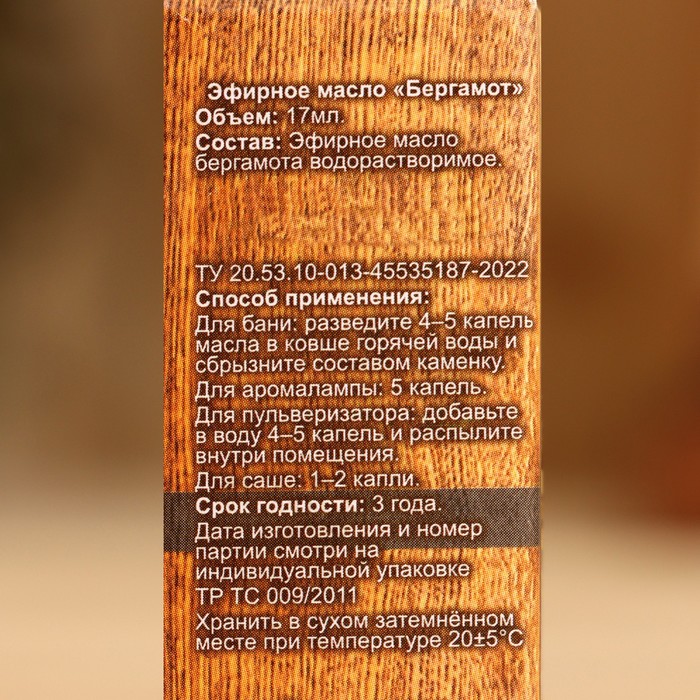 Эфирное масло «Бергамот»
Объем: 17мл.
Состав: Эфирное масло
бергамота водорастворимое.
ТУ 20.53.10-013-45535187-2022
Способ применения:
Для бани: разведите 4–5 капель
масла в ковше горячей воды и
сбрызните составом каменку.
Для аромалампы: 5 капель.
Для пульверизатора: добавьте
в воду 4–5 капель и распылите
внутри помещения.
Для саше: 1–2 капли.
Срок годности: 3 года.
Дата изготовления и номер
партии смотри на
индивидуальной упаковке
ТР ТС 009/2011
Хранить в сухом затемнённом
месте при температуре 20±5°С